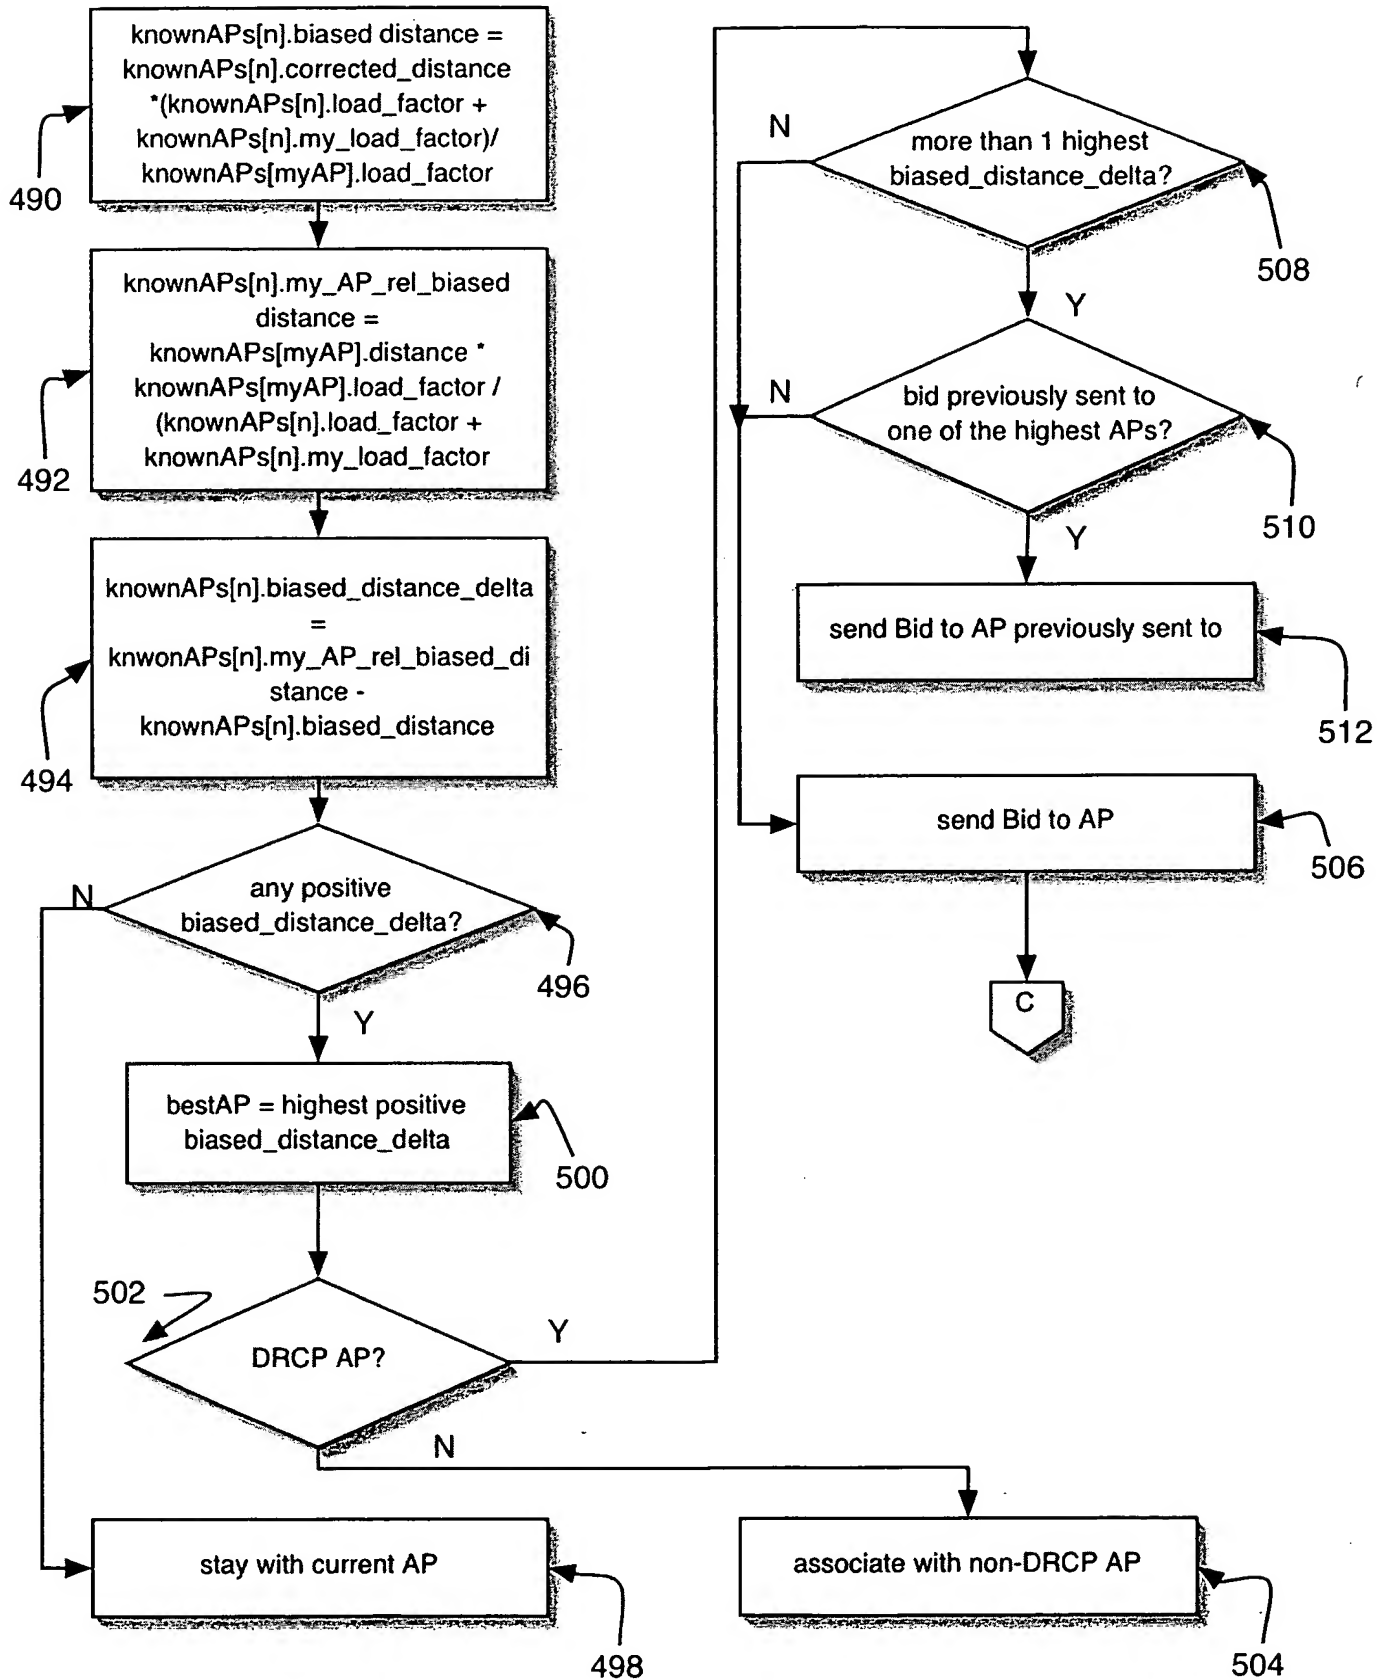 knownAPs[n].biased distance =
knownAPs[n].corrected_distance
*(knownAPs[n].load_factor +
knownAPs[n].my_load_factor)/
knownAPs[myAP].load_factor
490
knownAPs[n].my_AP_rel_biased
distance =
knownAPs[myAP].distance *
knownAPs[myAP].load_factor /
(knownAPs[n].load_factor +
knownAPs[n].my_load_factor
492
knownAPs[n].biased_distance_delta
=
knwonAPs[n].my_AP_rel_biased_di
stance -
knownAPs[n].biased_distance
494
any positive
biased_distance_delta?
N
496
Y
bestAP = highest positive
biased_distance_delta
500
502
DRCP AP?
Y
N
stay with current AP
498
associate with non-DRCP AP
504
more than 1 highest
biased_distance_delta?
N
508
Y
bid previously sent to
one of the highest APs?
N
510
Y
send Bid to AP previously sent to
512
send Bid to AP
506
C